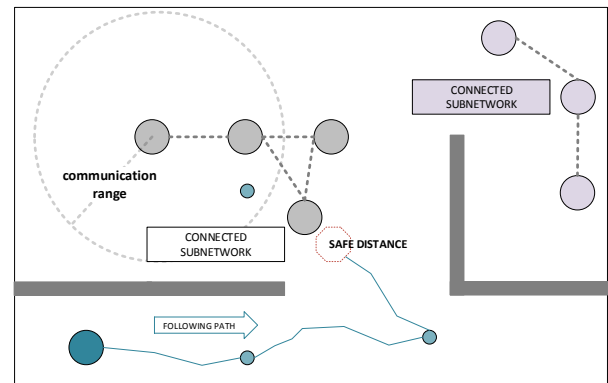 CONNECTED
SUBNETWORK
communication
range
CONNECTED
SUBNETWORK
SAFE DISTANCE
FOLLOWING PATH